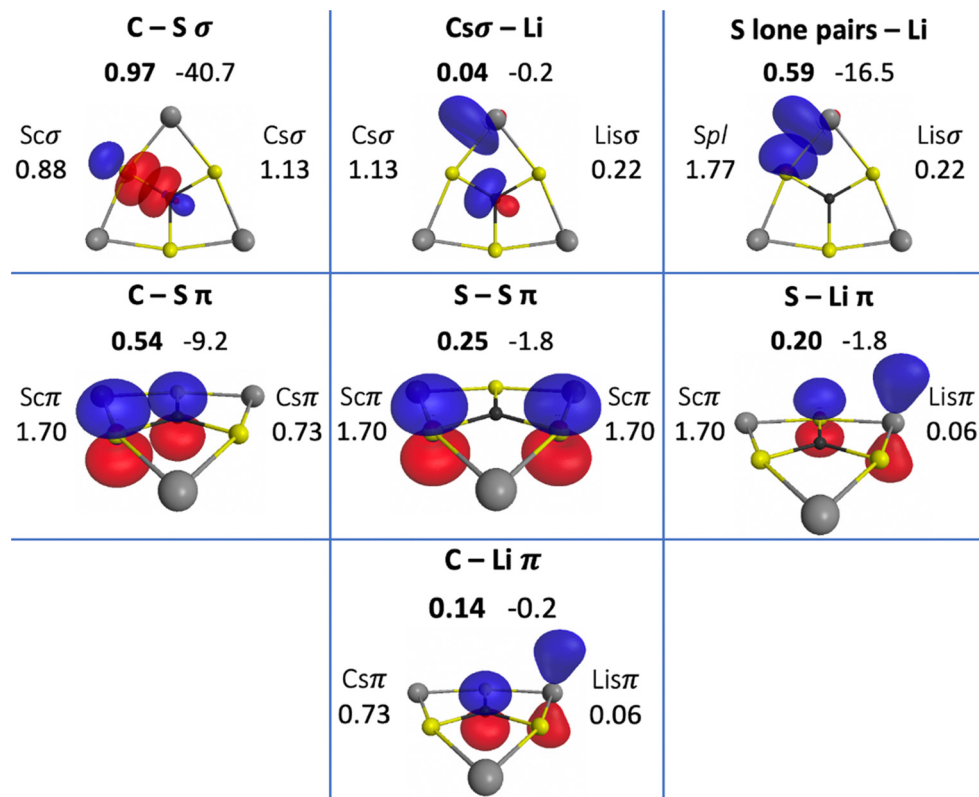 C – S σ
0.97 -40.7
Scσ
0.88
Csσ
1.13
Csσ – Li
0.04 -0.2
Csσ
1.13
Lisσ
0.22
S lone pairs – Li
0.59 -16.5
Spl
1.77
Lisσ
0.22
C – S π
0.54 -9.2
Scπ
1.70
Csπ
0.73
S – S π
0.25 -1.8
Scπ
1.70
Scπ
1.70
S – Li π
0.20 -1.8
Scπ
1.70
Lisπ
0.06
C – Li π
0.14 -0.2
Csπ
0.73
Lisπ
0.06